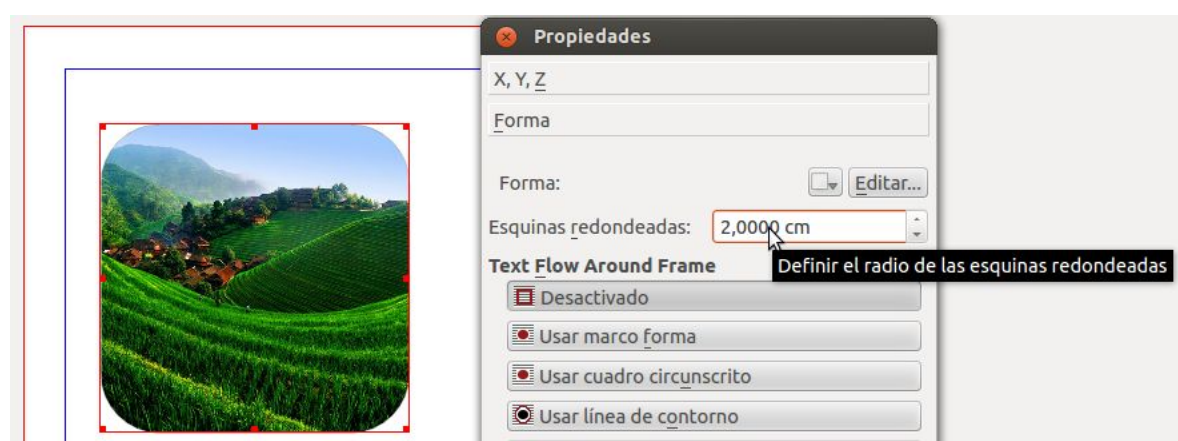 Propiedades
X, Y, Z
Forma
Forma:
Editar...
Esquinas redondeadas:
2,0000 cm
Definir el radio de las esquinas redondeadas
Text Flow Around Frame
Desactivado
Usar marco forma
Usar cuadro circunscrito
Usar línea de contorno